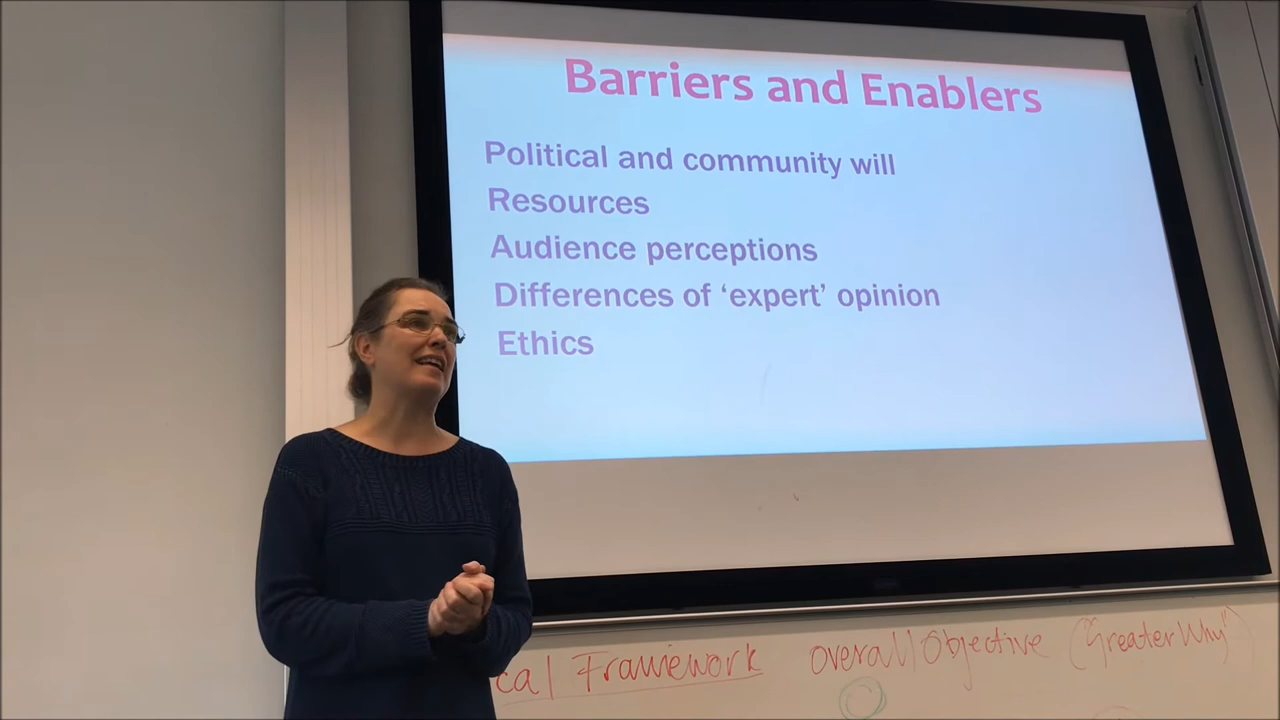 Barriers and Enablers
Political and community will
Resources
Audience perceptions
Differences of ‘expert’ opinion
Ethics
cal Framework overall Objective ("Greater Why")